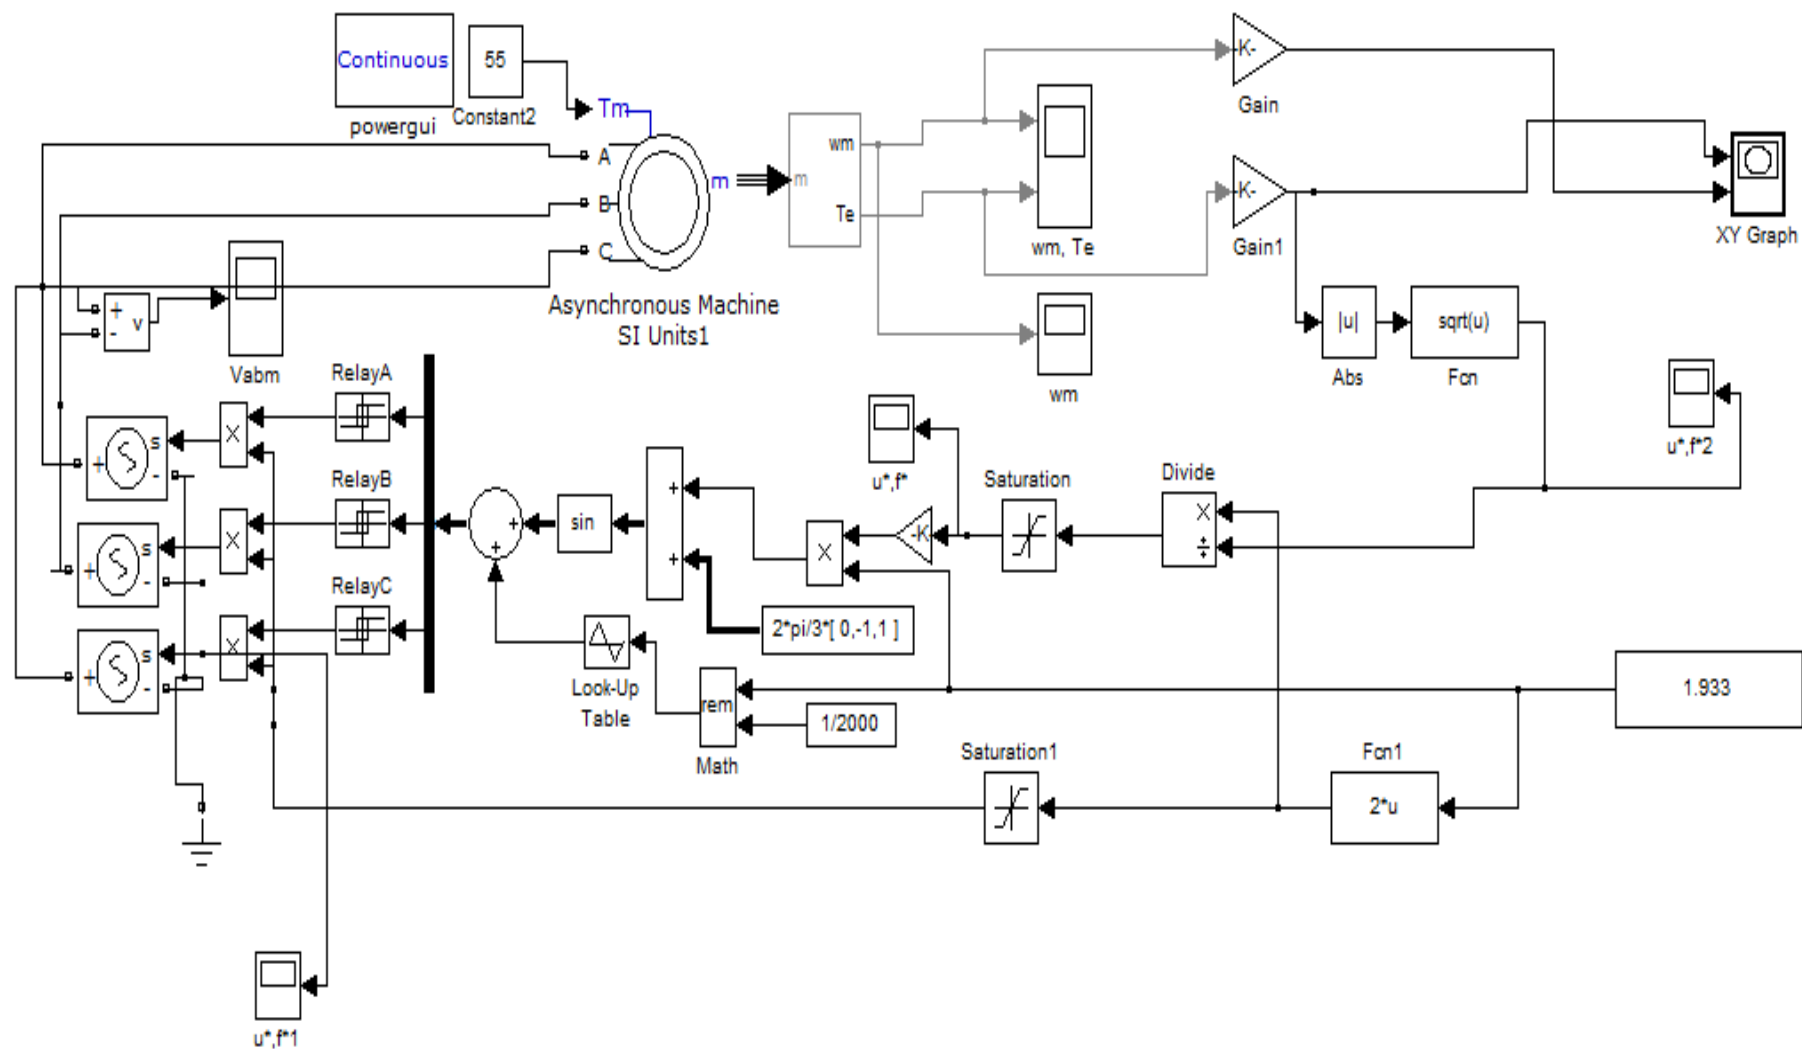 Continuous
powergui
55
Constant2
Tm
A
B
C
m
Asynchronous Machine
SI Units1
m
wm
Te
wm, Te
wm
-K-
Gain
-K-
Gain1
XY Graph
|u|
Abs
sqrt(u)
Fcn
u*,f*2
+
-
v
Vabm
RelayA
RelayB
RelayC
s
+
-
s
+
-
s
+
-
X
X
X
+
+
sin
+
+
u*,f*
Saturation
Divide
X
÷
-K
X
2*pi/3*[ 0,-1,1 ]
Look-Up
Table
rem
Math
1/2000
1.933
Saturation1
Fcn1
2*u
u*,f*1